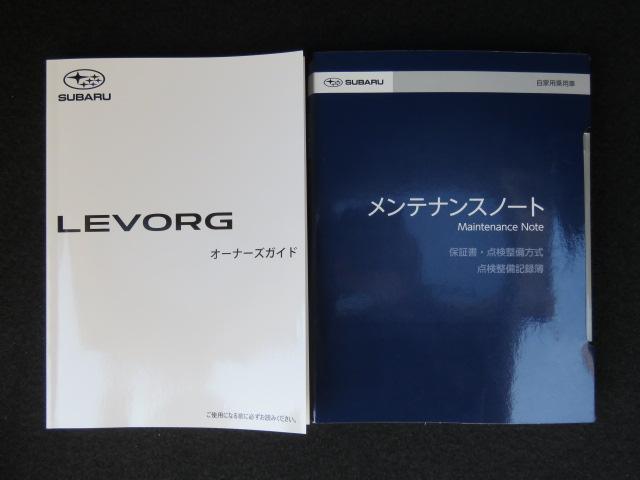 SUBARU
LEVORG
オーナーズガイド
ご使用になる前に必ずお読みください。
SUBARU
自家用乗用車
メンテナンスノート
Maintenance Note
保証書・点検整備方式
点検整備記録簿